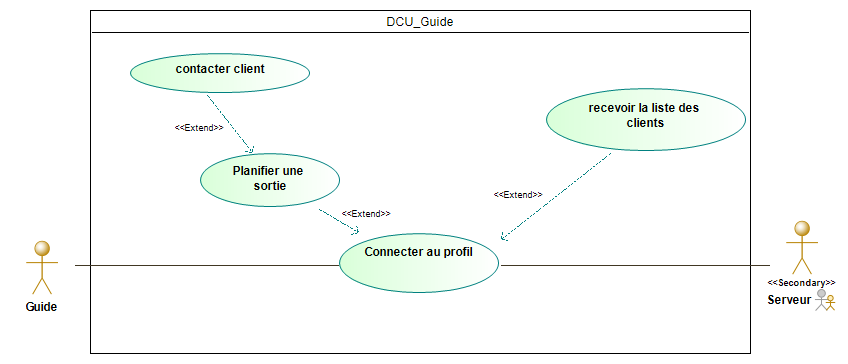 DCU_Guide
contacter client
recevoir la liste des
clients
<<Extend>>
Planifier une
sortie
<<Extend>>
<<Extend>>
Connecter au profil
Guide
<<Secondary>>
Serveur